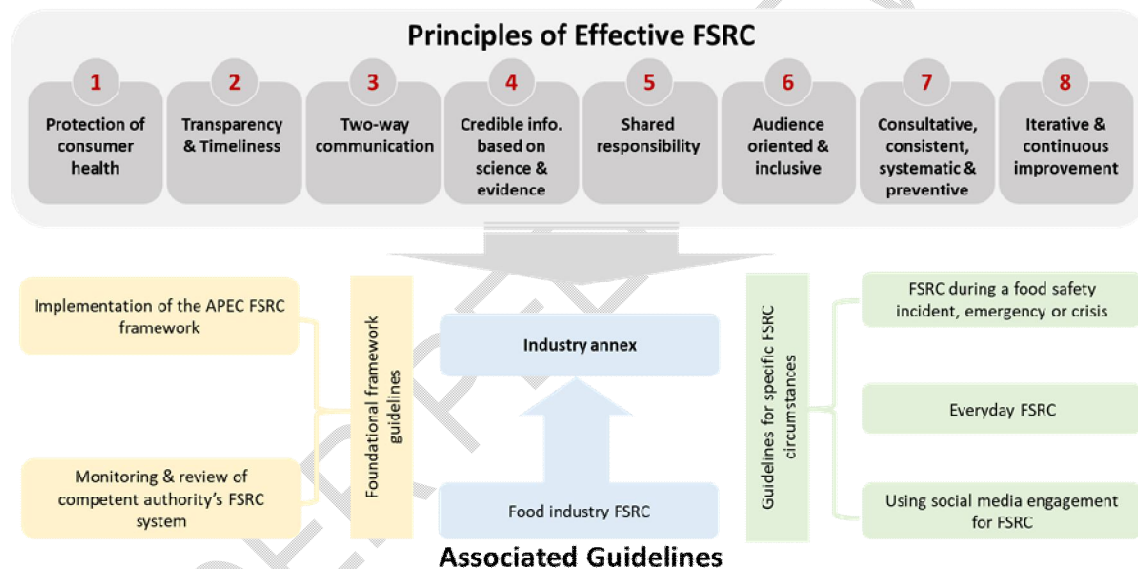 Principles of Effective FSRC
1
Protection of
consumer
health
2
Transparency
& Timeliness
3
Two-way
communication
4
Credible info.
based on
science &
evidence
5
Shared
responsibility
6
Audience
oriented &
inclusive
7
Consultative,
consistent,
systematic &
preventive
8
Iterative &
continuous
improvement
Implementation of the APEC FSRC
framework
Monitoring & review of
competent authority's FSRC
system
Foundational framework
guidelines
Industry annex
Food industry FSRC
Guidelines for specific FSRC
circumstances
FSRC during a food safety
incident, emergency or crisis
Everyday FSRC
Using social media engagement
for FSRC
Associated Guidelines